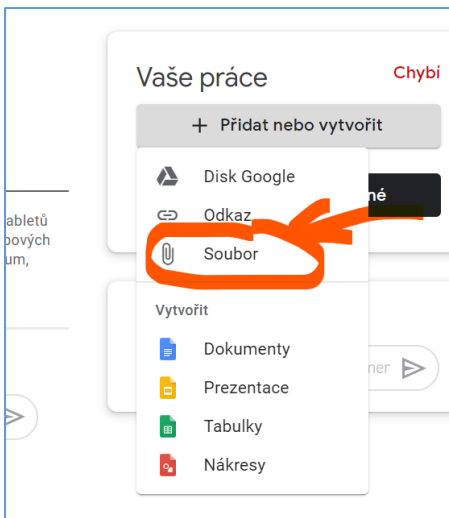 Vaše práce
Chybí
+ Přidat nebo vytvořit
Disk Google
Odkaz
Soubor
Vytvořit
Dokumenty
Prezentace
Tabulky
Nákresy